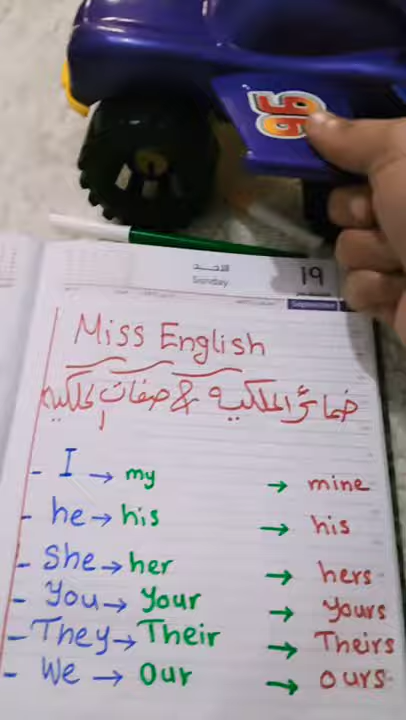 95
الأحد
Sunday
19
September
Miss English
ضمائر الملكية & صفات الملكية
- I → my → mine
- he → his → his
- She → her → hers
- You → your → yours
- They → Their → Theirs
- We → Our → ours